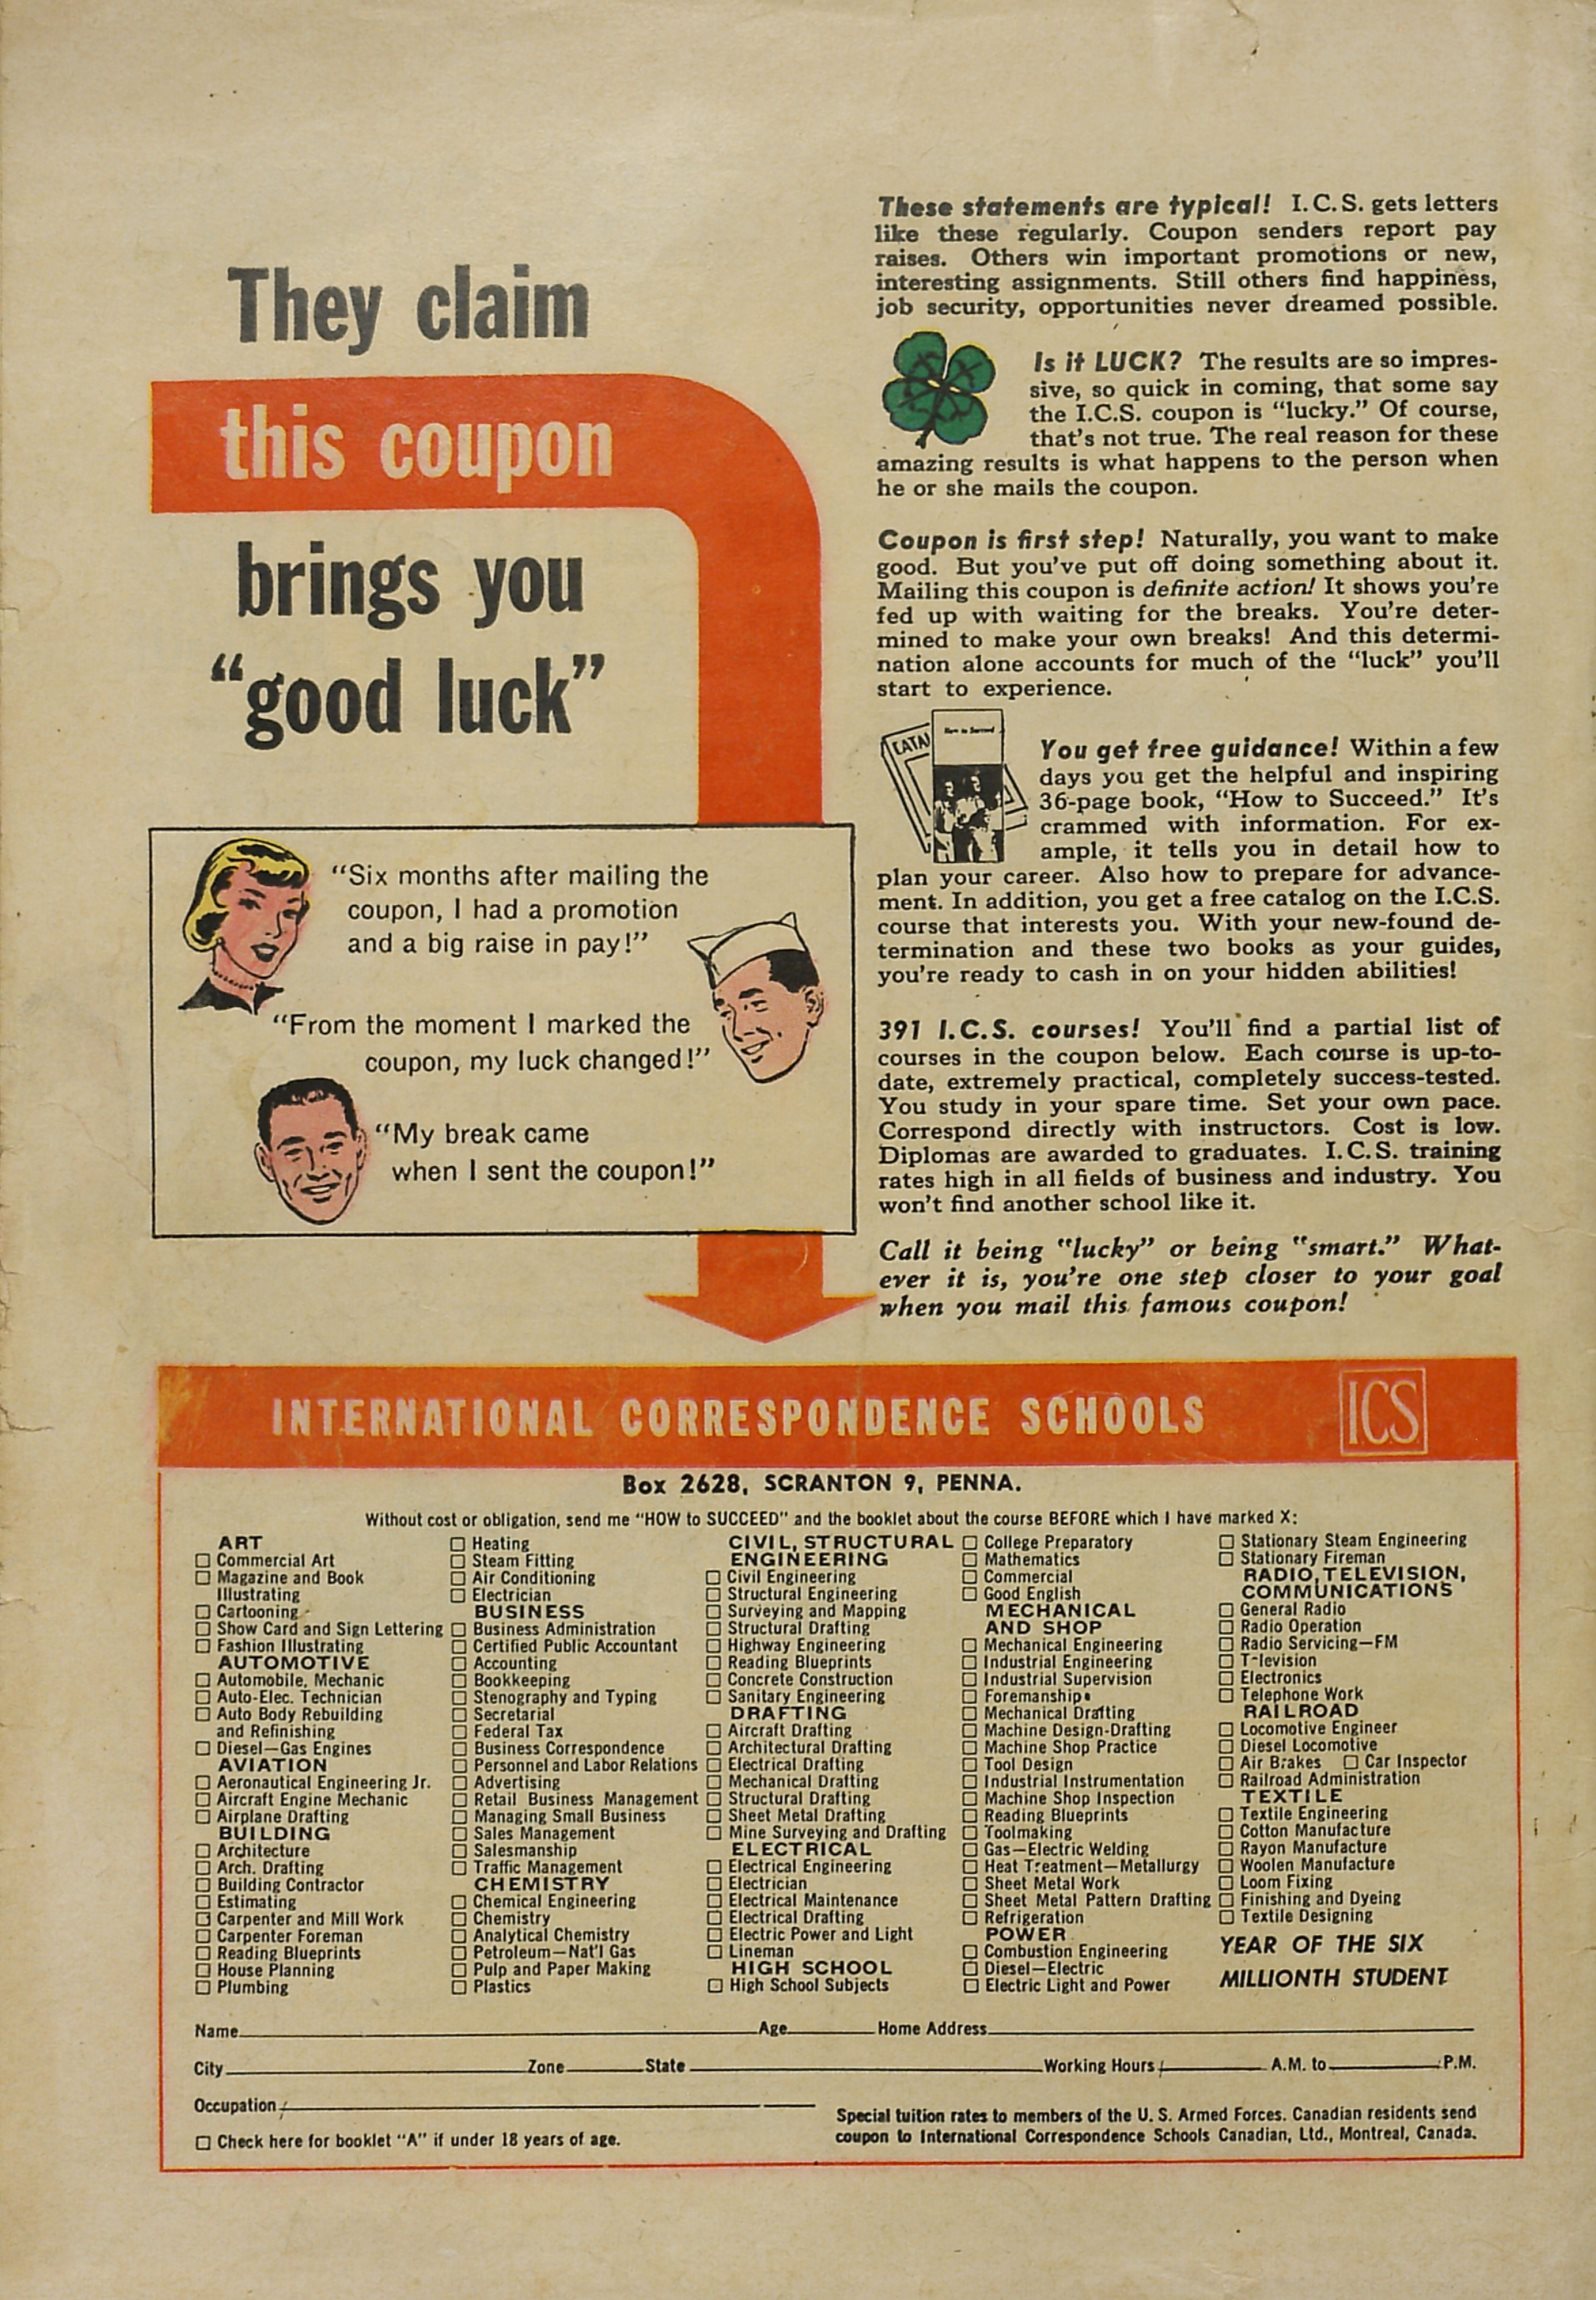 They claim
this coupon
brings you
“good luck”
“Six months after mailing the
coupon, I had a promotion
and a big raise in pay!”
“From the moment I marked the
coupon, my luck changed!”
“My break came
when I sent the coupon!”
These statements are typical! I.C.S. gets letters
like these regularly. Coupon senders report pay
raises. Others win important promotions or new,
interesting assignments. Still others find happiness,
job security, opportunities never dreamed possible.
Is it LUCK? The results are so impres-
sive, so quick in coming, that some say
the I.C.S. coupon is “lucky.” Of course,
that’s not true. The real reason for these
amazing results is what happens to the person when
he or she mails the coupon.
Coupon is first step! Naturally, you want to make
good. But you’ve put off doing something about it.
Mailing this coupon is definite action! It shows you’re
fed up with waiting for the breaks. You’re deter-
mined to make your own breaks! And this determi-
nation alone accounts for much of the “luck” you’ll
start to experience.
CATA
How to Succeed
You get free guidance! Within a few
days you get the helpful and inspiring
36-page book, “How to Succeed.” It’s
crammed with information. For ex-
ample, it tells you in detail how to
plan your career. Also how to prepare for advance-
ment. In addition, you get a free catalog on the I.C.S.
course that interests you. With your new-found de-
termination and these two books as your guides,
you’re ready to cash in on your hidden abilities!
391 I.C.S. courses! You’ll find a partial list of
courses in the coupon below. Each course is up-to-
date, extremely practical, completely success-tested.
You study in your spare time. Set your own pace.
Correspond directly with instructors. Cost is low.
Diplomas are awarded to graduates. I.C.S. training
rates high in all fields of business and industry. You
won’t find another school like it.
Call it being “lucky” or being “smart.” What-
ever it is, you’re one step closer to your goal
when you mail this famous coupon!
INTERNATIONAL CORRESPONDENCE SCHOOLS
ICS
Box 2628, SCRANTON 9, PENNA.
Without cost or obligation, send me “HOW to SUCCEED” and the booklet about the course BEFORE which I have marked X:
ART
☐ Commercial Art
☐ Magazine and Book
Illustrating
☐ Cartooning
☐ Show Card and Sign Lettering
☐ Fashion Illustrating
AUTOMOTIVE
☐ Automobile, Mechanic
☐ Auto-Elec. Technician
☐ Auto Body Rebuilding
and Refinishing
☐ Diesel—Gas Engines
AVIATION
☐ Aeronautical Engineering Jr.
☐ Aircraft Engine Mechanic
☐ Airplane Drafting
BUILDING
☐ Architecture
☐ Arch. Drafting
☐ Building Contractor
☐ Estimating
☐ Carpenter and Mill Work
☐ Carpenter Foreman
☐ Reading Blueprints
☐ House Planning
☐ Plumbing
☐ Heating
☐ Steam Fitting
☐ Air Conditioning
☐ Electrician
BUSINESS
☐ Business Administration
☐ Certified Public Accountant
☐ Accounting
☐ Bookkeeping
☐ Stenography and Typing
☐ Secretarial
☐ Federal Tax
☐ Business Correspondence
☐ Personnel and Labor Relations
☐ Advertising
☐ Retail Business Management
☐ Managing Small Business
☐ Sales Management
☐ Salesmanship
☐ Traffic Management
CHEMISTRY
☐ Chemical Engineering
☐ Chemistry
☐ Analytical Chemistry
☐ Petroleum—Nat’l Gas
☐ Pulp and Paper Making
☐ Plastics
CIVIL, STRUCTURAL
ENGINEERING
☐ Civil Engineering
☐ Structural Engineering
☐ Surveying and Mapping
☐ Structural Drafting
☐ Highway Engineering
☐ Reading Blueprints
☐ Concrete Construction
☐ Sanitary Engineering
DRAFTING
☐ Aircraft Drafting
☐ Architectural Drafting
☐ Electrical Drafting
☐ Mechanical Drafting
☐ Structural Drafting
☐ Sheet Metal Drafting
☐ Mine Surveying and Drafting
ELECTRICAL
☐ Electrical Engineering
☐ Electrician
☐ Electrical Maintenance
☐ Electrical Drafting
☐ Electric Power and Light
☐ Lineman
HIGH SCHOOL
☐ High School Subjects
☐ College Preparatory
☐ Mathematics
☐ Commercial
☐ Good English
MECHANICAL
AND SHOP
☐ Mechanical Engineering
☐ Industrial Engineering
☐ Industrial Supervision
☐ Foremanship
☐ Mechanical Drafting
☐ Machine Design-Drafting
☐ Machine Shop Practice
☐ Tool Design
☐ Industrial Instrumentation
☐ Machine Shop Inspection
☐ Reading Blueprints
☐ Toolmaking
☐ Gas—Electric Welding
☐ Heat Treatment—Metallurgy
☐ Sheet Metal Work
☐ Sheet Metal Pattern Drafting
☐ Refrigeration
POWER
☐ Combustion Engineering
☐ Diesel—Electric
☐ Electric Light and Power
☐ Stationary Steam Engineering
☐ Stationary Fireman
RADIO, TELEVISION,
COMMUNICATIONS
☐ General Radio
☐ Radio Operation
☐ Radio Servicing—FM
☐ Television
☐ Electronics
☐ Telephone Work
RAILROAD
☐ Locomotive Engineer
☐ Diesel Locomotive
☐ Air Brakes ☐ Car Inspector
☐ Railroad Administration
TEXTILE
☐ Textile Engineering
☐ Cotton Manufacture
☐ Rayon Manufacture
☐ Woolen Manufacture
☐ Loom Fixing
☐ Finishing and Dyeing
☐ Textile Designing
YEAR OF THE SIX
MILLIONTH STUDENT
Name Age Home Address
City Zone State Working Hours A.M. to P.M.
Occupation
☐ Check here for booklet “A” if under 18 years of age.
Special tuition rates to members of the U. S. Armed Forces. Canadian residents send
coupon to International Correspondence Schools Canadian, Ltd., Montreal, Canada.